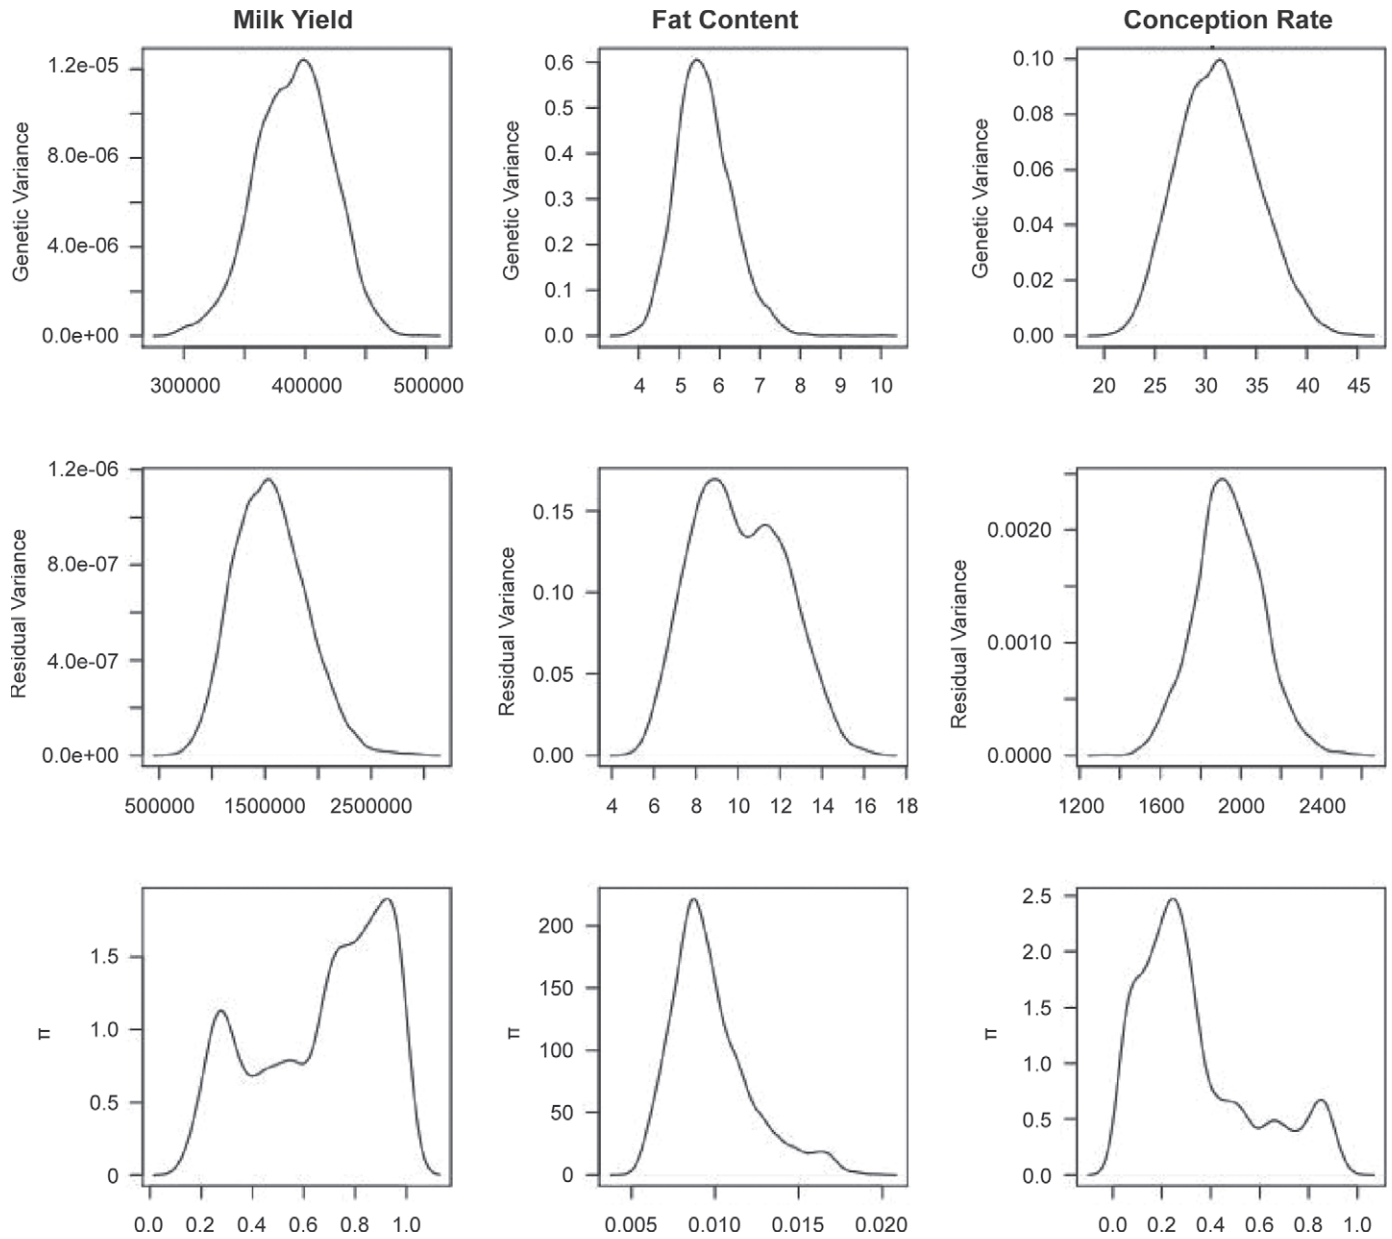 Milk Yield Fat Content Conception Rate
Genetic Variance
1.2e-05
8.0e-06
4.0e-06
0.0e+00
300000 400000 500000
Genetic Variance
0.6
0.5
0.4
0.3
0.2
0.1
0.0
4 5 6 7 8 9 10
Genetic Variance
0.10
0.08
0.06
0.04
0.02
0.00
20 25 30 35 40 45
Residual Variance
1.2e-06
8.0e-07
4.0e-07
0.0e+00
500000 1500000 2500000
Residual Variance
0.15
0.10
0.05
0.00
4 6 8 10 12 14 16 18
Residual Variance
0.0020
0.0010
0.0000
1200 1600 2000 2400
π
1.5
1.0
0.5
0
0.0 0.2 0.4 0.6 0.8 1.0
π
200
150
100
50
0
0.005 0.010 0.015 0.020
π
2.5
2.0
1.5
1.0
0.5
0.0
0.0 0.2 0.4 0.6 0.8 1.0